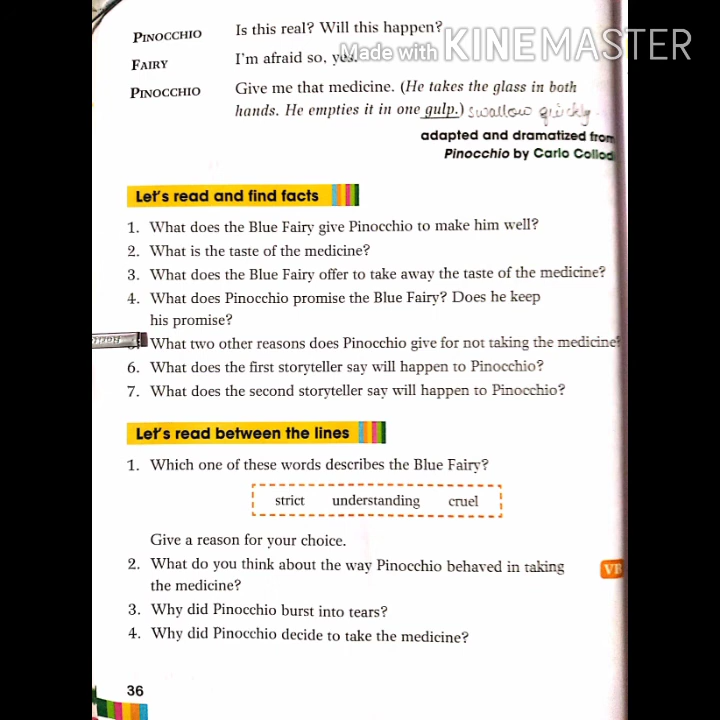 PINOCCHIO Is this real? Will this happen?
FAIRY I'm afraid so, yes.
Made with KINEMASTER
PINOCCHIO Give me that medicine. (He takes the glass in both
hands. He empties it in one gulp.) swallow quickly.
adapted and dramatized from
Pinocchio by Carlo Collodi
Let's read and find facts
1. What does the Blue Fairy give Pinocchio to make him well?
2. What is the taste of the medicine?
3. What does the Blue Fairy offer to take away the taste of the medicine?
4. What does Pinocchio promise the Blue Fairy? Does he keep
his promise?
What two other reasons does Pinocchio give for not taking the medicine?
6. What does the first storyteller say will happen to Pinocchio?
7. What does the second storyteller say will happen to Pinocchio?
Let's read between the lines
1. Which one of these words describes the Blue Fairy?
strict understanding cruel
Give a reason for your choice.
2. What do you think about the way Pinocchio behaved in taking
the medicine?
VB
3. Why did Pinocchio burst into tears?
4. Why did Pinocchio decide to take the medicine?
36